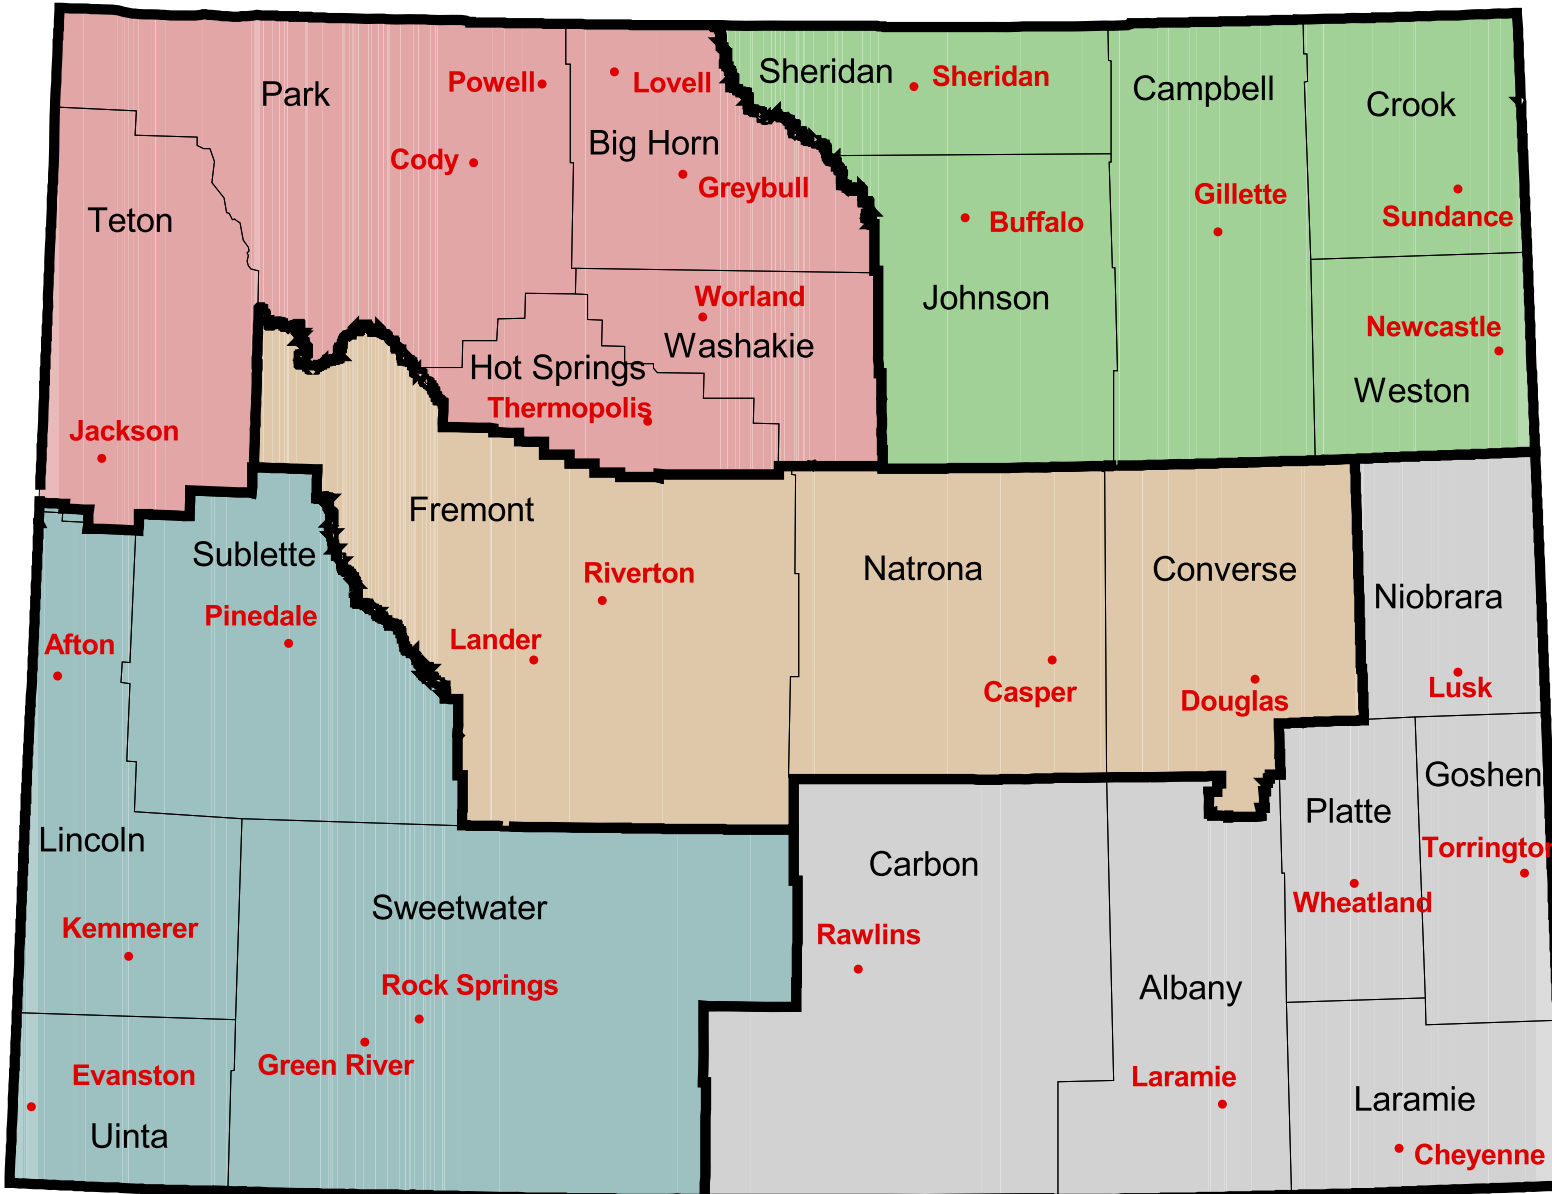 Park
Powell
Lovell
Sheridan
Sheridan
Campbell
Crook
Big Horn
Cody
Greybull
Teton
Buffalo
Gillette
Sundance
Johnson
Worland
Washakie
Newcastle
Hot Springs
Thermopolis
Weston
Jackson
Fremont
Sublette
Riverton
Natrona
Converse
Niobrara
Pinedale
Afton
Lander
Casper
Douglas
Lusk
Goshen
Platte
Lincoln
Carbon
Torrington
Sweetwater
Wheatland
Kemmerer
Rawlins
Rock Springs
Albany
Evanston
Green River
Laramie
Laramie
Uinta
Cheyenne